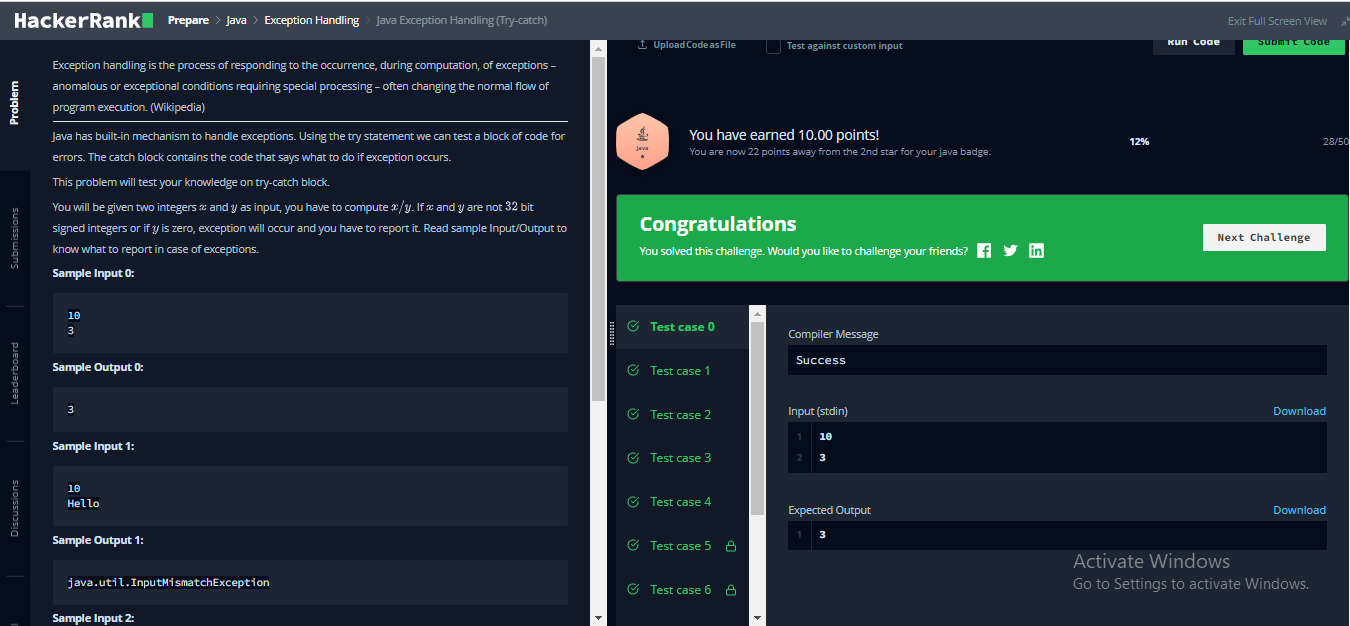 HackerRank
Prepare > Java > Exception Handling > Java Exception Handling (Try-catch)
Exit Full Screen View
Problem
Submissions
Leaderboard
Discussions
Exception handling is the process of responding to the occurrence, during computation, of exceptions –
anomalous or exceptional conditions requiring special processing – often changing the normal flow of
program execution. (Wikipedia)
Java has built-in mechanism to handle exceptions. Using the try statement we can test a block of code for
errors. The catch block contains the code that says what to do if exception occurs.
This problem will test your knowledge on try-catch block.
You will be given two integers x and y as input, you have to compute x/y. If x and y are not 32 bit
signed integers or if y is zero, exception will occur and you have to report it. Read sample Input/Output to
know what to report in case of exceptions.
Sample Input 0:
10
3
Sample Output 0:
3
Sample Input 1:
10
Hello
Sample Output 1:
java.util.InputMismatchException
Sample Input 2:
Upload Code as File
Test against custom input
Run Code
Submit Code
Java
You have earned 10.00 points!
You are now 22 points away from the 2nd star for your java badge.
12%
28/50
Congratulations
You solved this challenge. Would you like to challenge your friends?
Next Challenge
Test case 0
Test case 1
Test case 2
Test case 3
Test case 4
Test case 5
Test case 6
Compiler Message
Success
Input (stdin)
Download
1 10
2 3
Expected Output
Download
1 3
Activate Windows
Go to Settings to activate Windows.